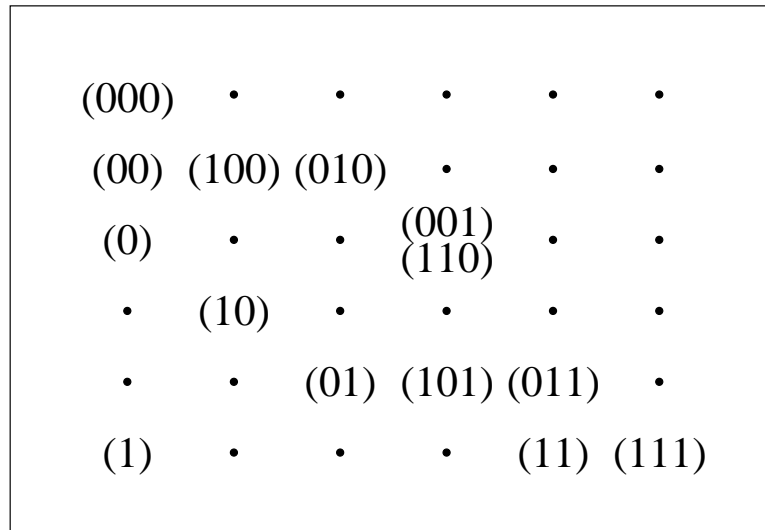 (000) · · · · ·
(00) (100) (010) · · ·
(0) · · (001) · ·
(110)
· (10) · · · ·
· · (01) (101) (011) ·
(1) · · · (11) (111)